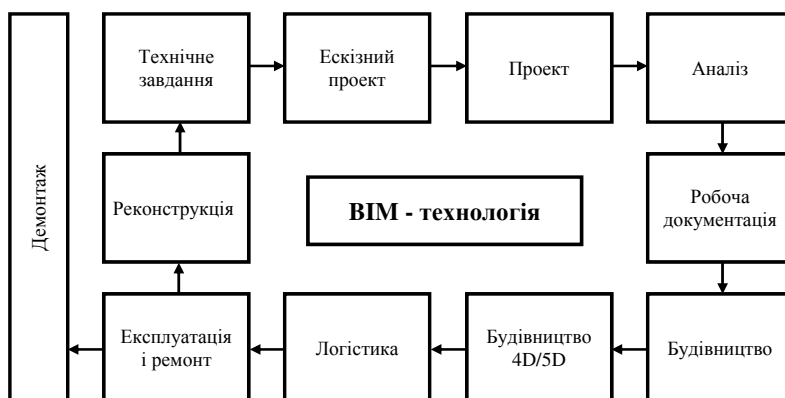 Демонтаж
Технічне
завдання
Ескізний
проект
Проект
Аналіз
Реконструкція
BIM - технологія
Робоча
документація
Експлуатація
і ремонт
Логістика
Будівництво
4D/5D
Будівництво